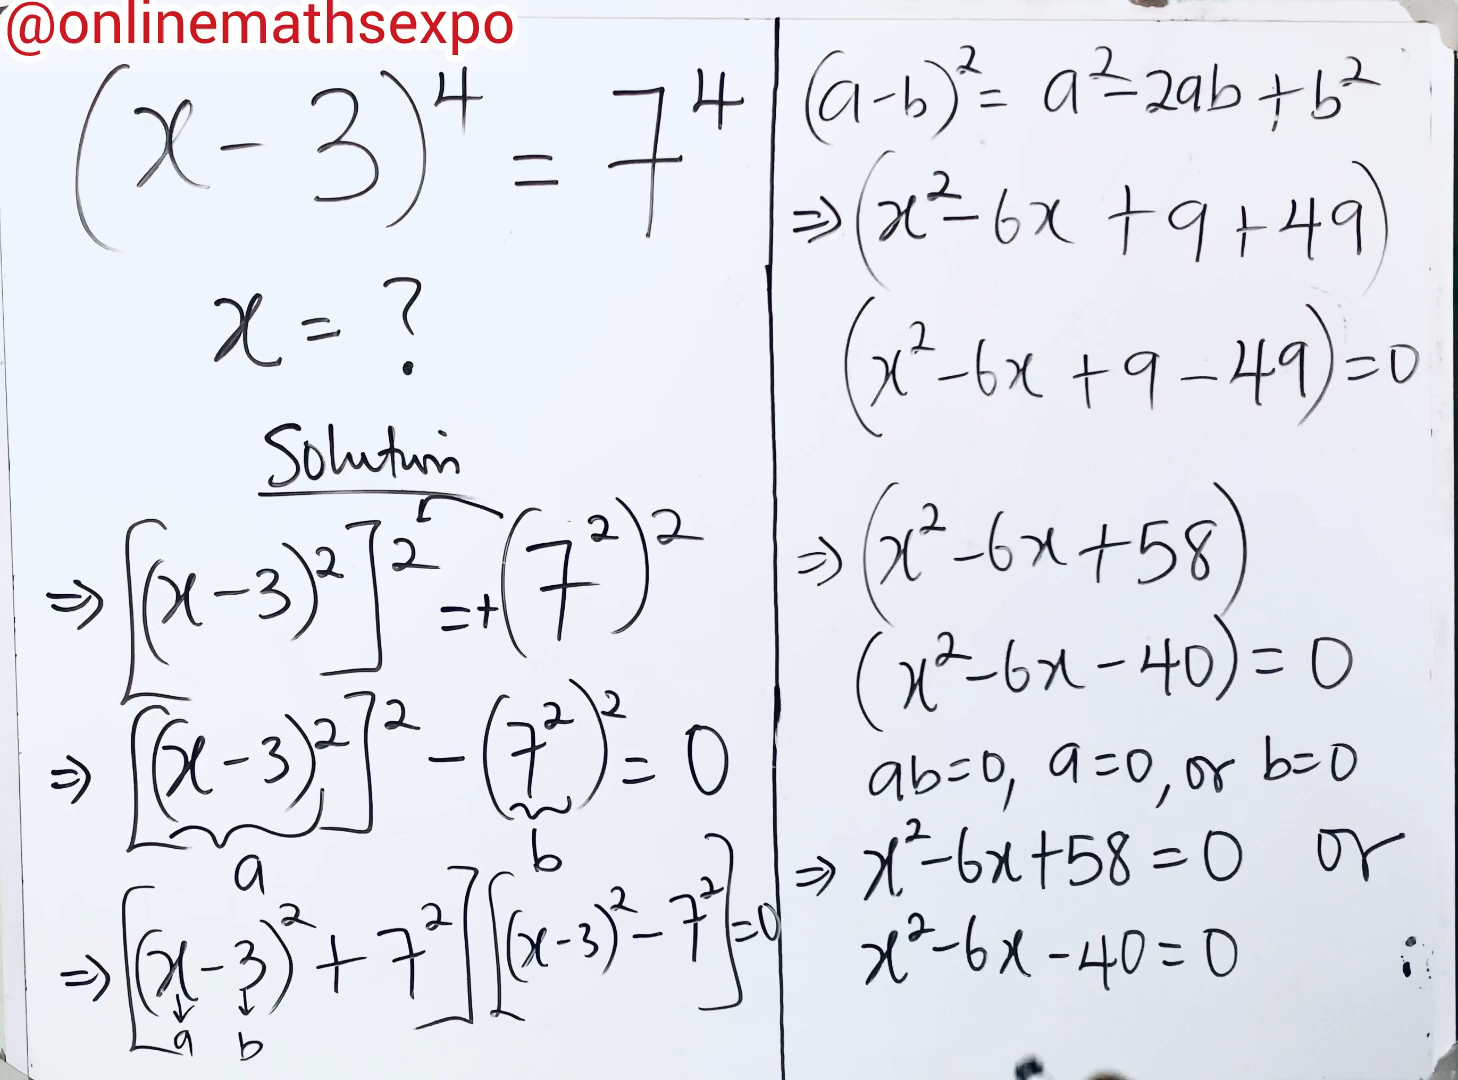 @onlinemathsexpo
(x-3)⁴ = 7⁴
x = ?
Solution
⇒ [(x-3)²]² =+ (7²)²
⇒ [(x-3)²]² - (7²)² = 0
a b
⇒ [(x-3)² + 7²] [(x-3)² - 7²] = 0
a b
(a-b)² = a² - 2ab + b²
⇒ (x² - 6x + 9 + 49)
(x² - 6x + 9 - 49) = 0
⇒ (x² - 6x + 58)
(x² - 6x - 40) = 0
ab=0, a=0, or b=0
⇒ x² - 6x + 58 = 0 or
x² - 6x - 40 = 0